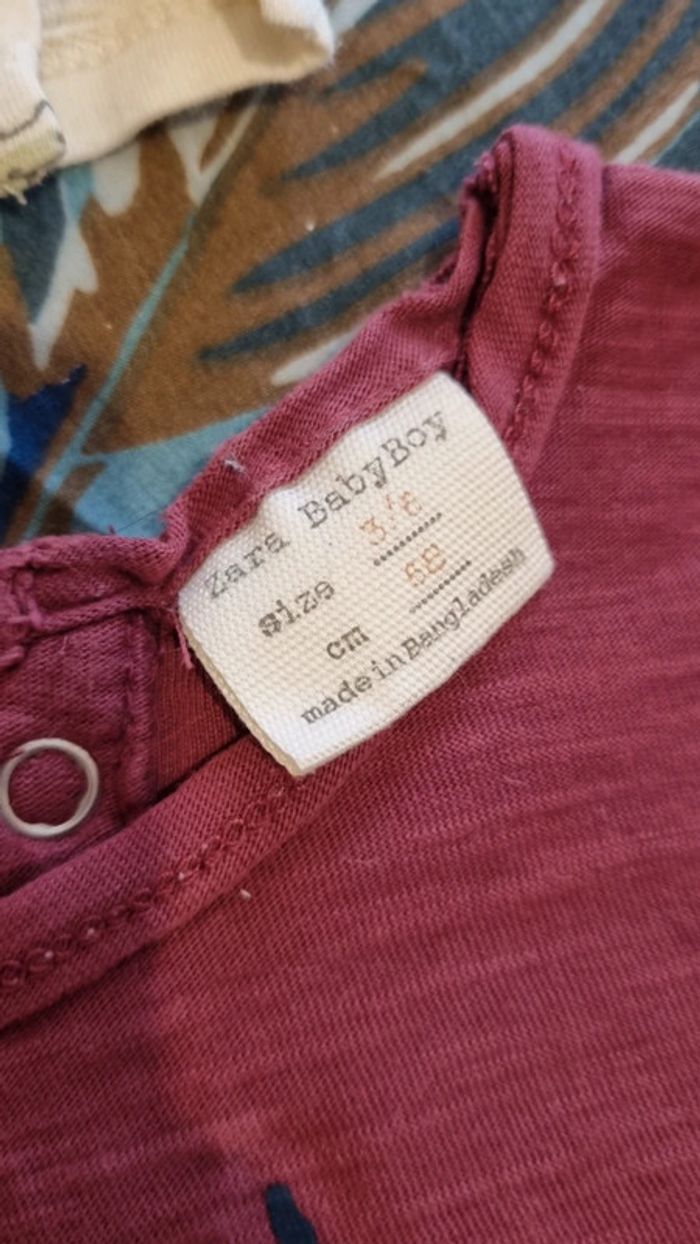 Zara BabyBoy
size 3/6
cm 68
made in Bangladesh